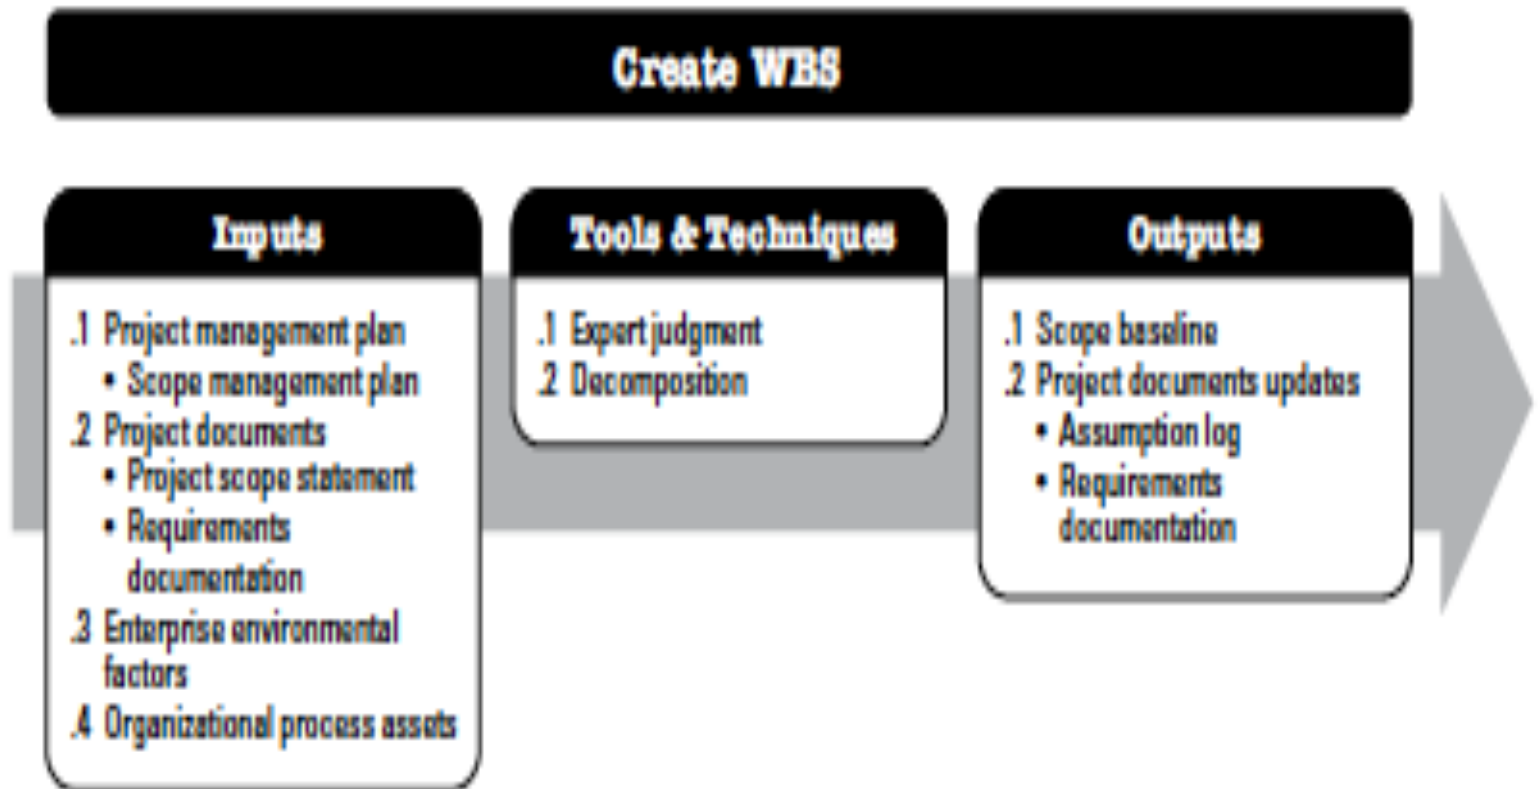 Create WBS
Inputs
.1 Project management plan
• Scope management plan
.2 Project documents
• Project scope statement
• Requirements
documentation
.3 Enterprise environmental
factors
.4 Organizational process assets
Tools & Techniques
.1 Expert judgment
.2 Decomposition
Outputs
.1 Scope baseline
.2 Project documents updates
• Assumption log
• Requirements
documentation